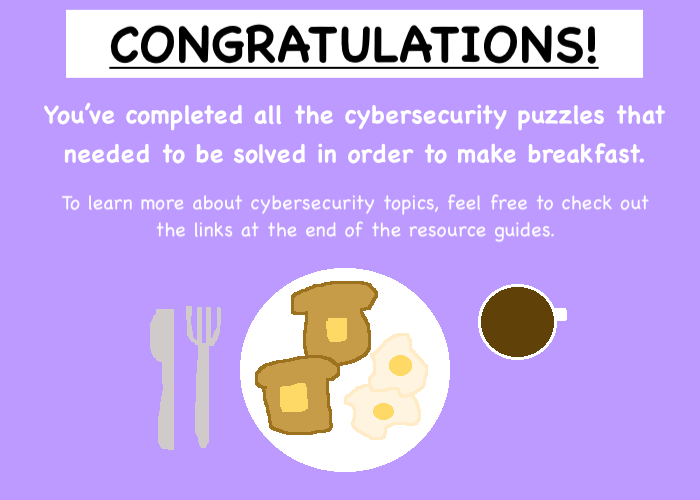 CONGRATULATIONS!
You've completed all the cybersecurity puzzles that
needed to be solved in order to make breakfast.
To learn more about cybersecurity topics, feel free to check out
the links at the end of the resource guides.